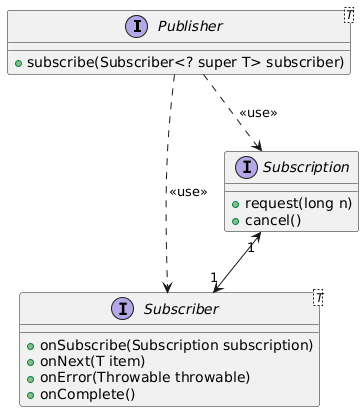 I Publisher T
subscribe(Subscriber<? super T> subscriber)
«use»
I Subscription
request(long n)
cancel()
«use»
1
1
I Subscriber T
onSubscribe(Subscription subscription)
onNext(T item)
onError(Throwable throwable)
onComplete()